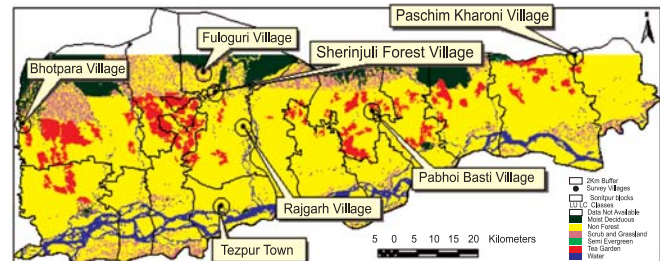 Paschim Kharoni Village
Fuloguri Village
Sherinjuli Forest Village
N
Bhotpara Village
Pabhoi Basti Village
Rajgarh Village
Tezpur Town
5 0 5 10 15 20 Kilometers
2Km Buffer
Survey Villages
Sonitpur blocks
LU LC Classes
Data Not Available
Moist Deciduous
Non Forest
Scrub and Grassland
Semi Evergreen
Tea Garden
Water